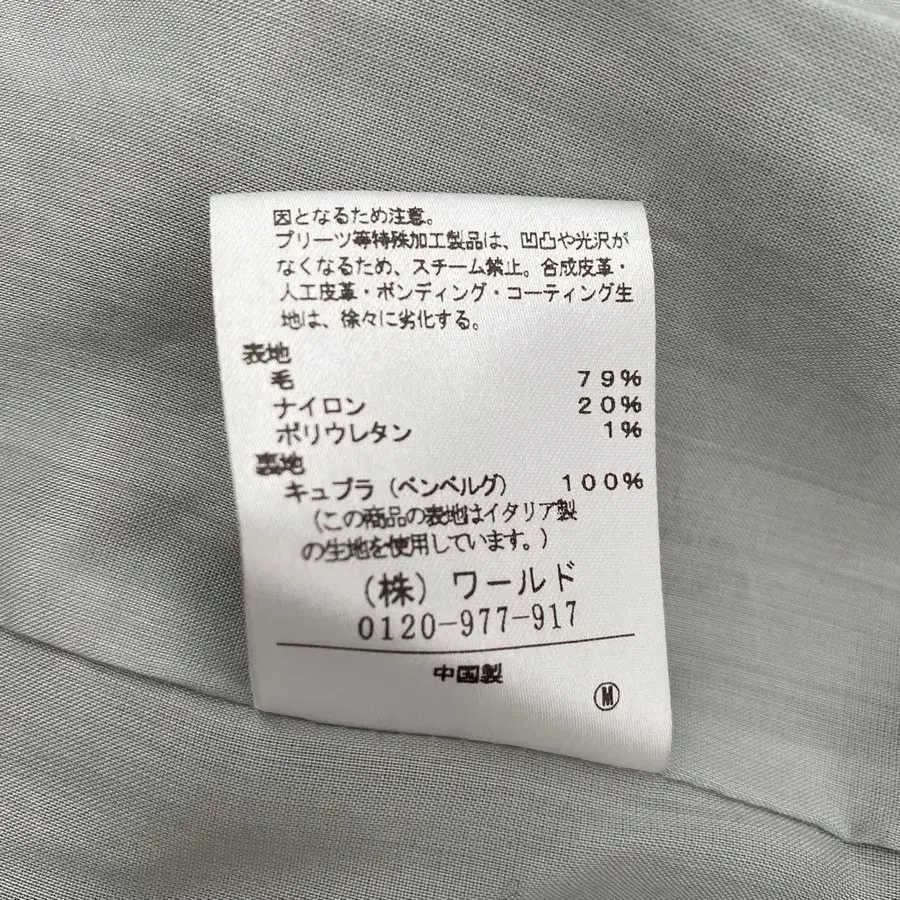 因となるため注意。
プリーツ等特殊加工製品は、凹凸や光沢が
なくなるため、スチーム禁止。合成皮革・
人工皮革・ボンディング・コーティング生
地は、徐々に劣化する。
表地
毛 79%
ナイロン 20%
ポリウレタン 1%
裏地
キュプラ（ベンベルグ） 100%
（この商品の表地はイタリア製
の生地を使用しています。）
（株）ワールド
0120-977-917
中国製
Ⓜ